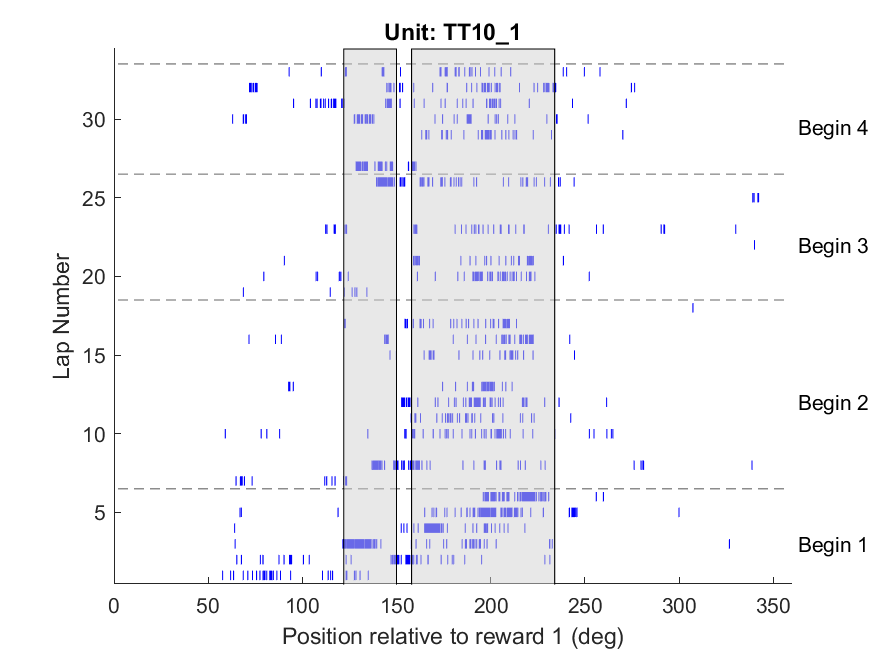 Unit: TT10_1
Lap Number
30
25
20
15
10
5
Begin 4
Begin 3
Begin 2
Begin 1
0 50 100 150 200 250 300 350
Position relative to reward 1 (deg)